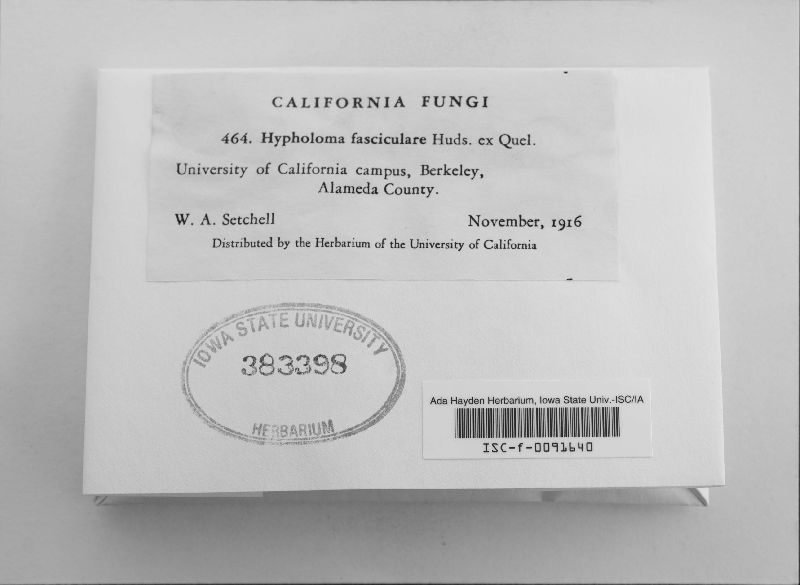 CALIFORNIA FUNGI
464. Hypholoma fasciculare Huds. ex Quel.
University of California campus, Berkeley,
Alameda County.
W. A. Setchell November, 1916
Distributed by the Herbarium of the University of California
IOWA STATE UNIVERSITY
383398
HERBARIUM
Ada Hayden Herbarium, Iowa State Univ.-ISC/IA
ISC-f-0091640